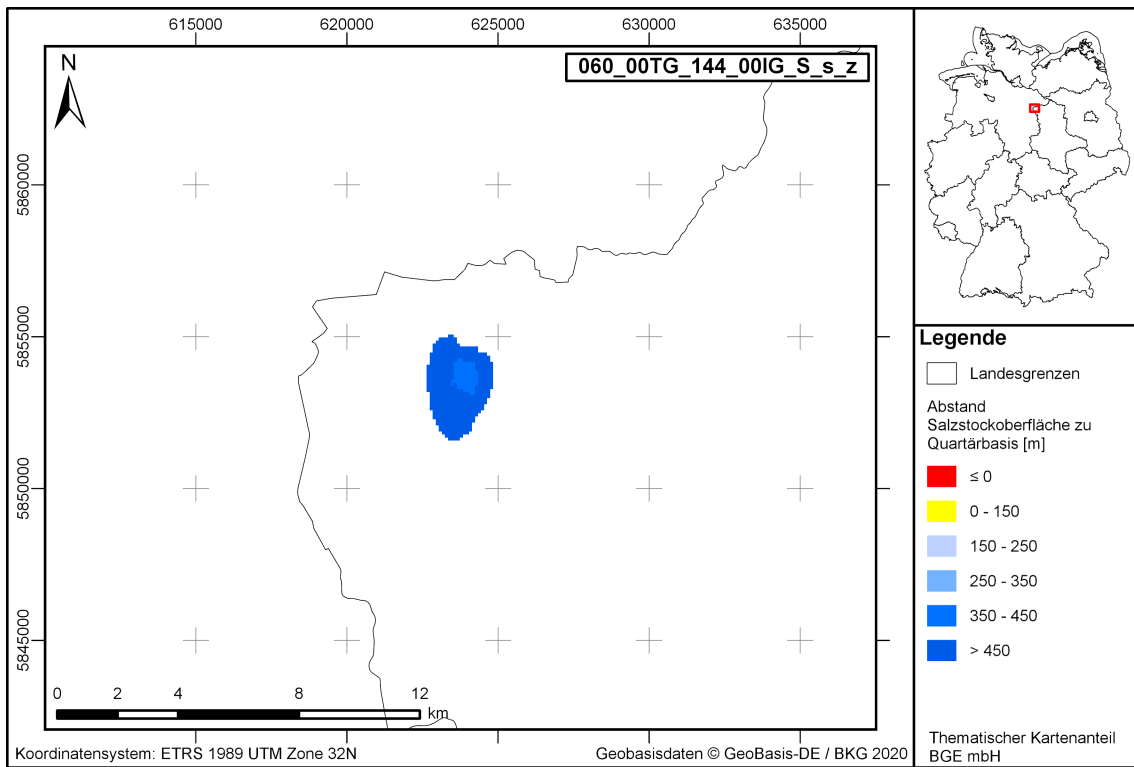 615000
620000
625000
630000
635000
060_00TG_144_00IG_S_s_z
N
5860000
5855000
5850000
5845000
0
2
4
8
12
km
Koordinatensystem: ETRS 1989 UTM Zone 32N
Geobasisdaten © GeoBasis-DE / BKG 2020
Legende
Landesgrenzen
Abstand
Salzstockoberfläche zu
Quartärbasis [m]
≤ 0
0 - 150
150 - 250
250 - 350
350 - 450
> 450
Thematischer Kartenanteil
BGE mbH